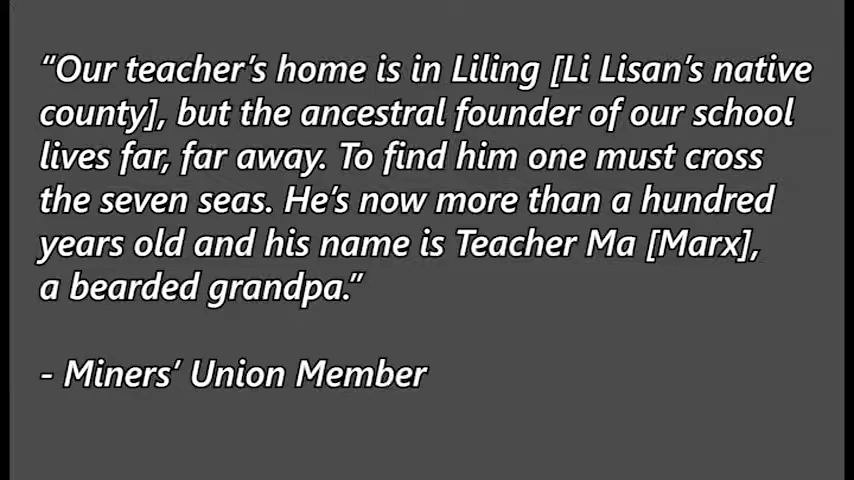 “Our teacher’s home is in Liling [Li Lisan’s native
county], but the ancestral founder of our school
lives far, far away. To find him one must cross
the seven seas. He’s now more than a hundred
years old and his name is Teacher Ma [Marx],
a bearded grandpa.”
- Miners’ Union Member